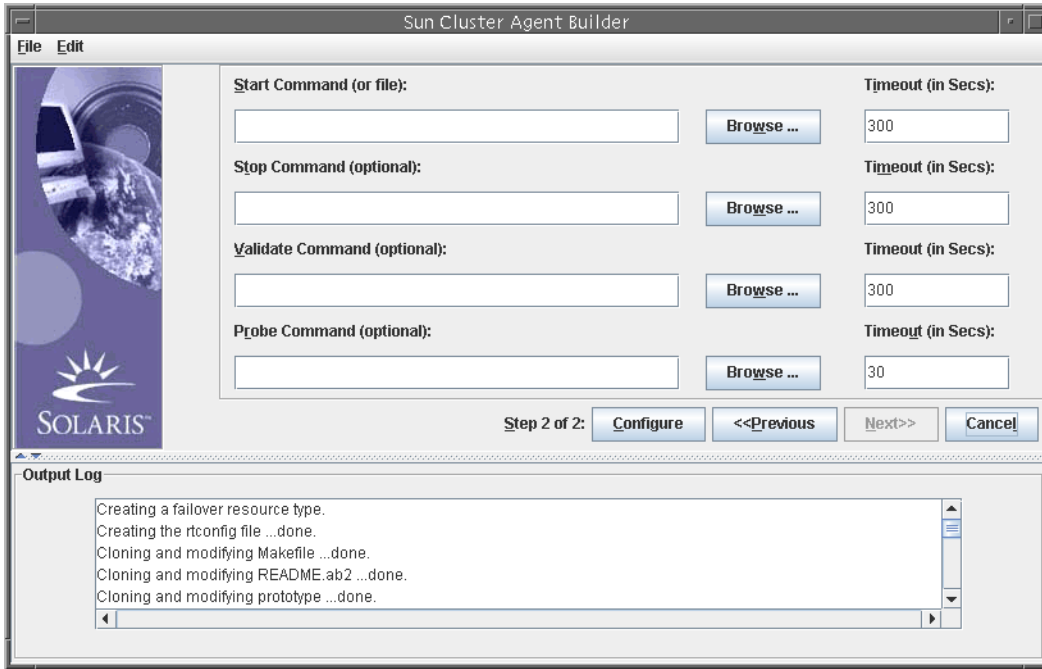 Sun Cluster Agent Builder
File Edit
Start Command (or file): Timeout (in Secs):
Browse ... 300
Stop Command (optional): Timeout (in Secs):
Browse ... 300
Validate Command (optional): Timeout (in Secs):
Browse ... 300
Probe Command (optional): Timeout (in Secs):
Browse ... 30
SOLARIS™
Step 2 of 2: Configure <<Previous Next>> Cancel
Output Log
Creating a failover resource type.
Creating the rtconfig file ...done.
Cloning and modifying Makefile ...done.
Cloning and modifying README.ab2 ...done.
Cloning and modifying prototype ...done.